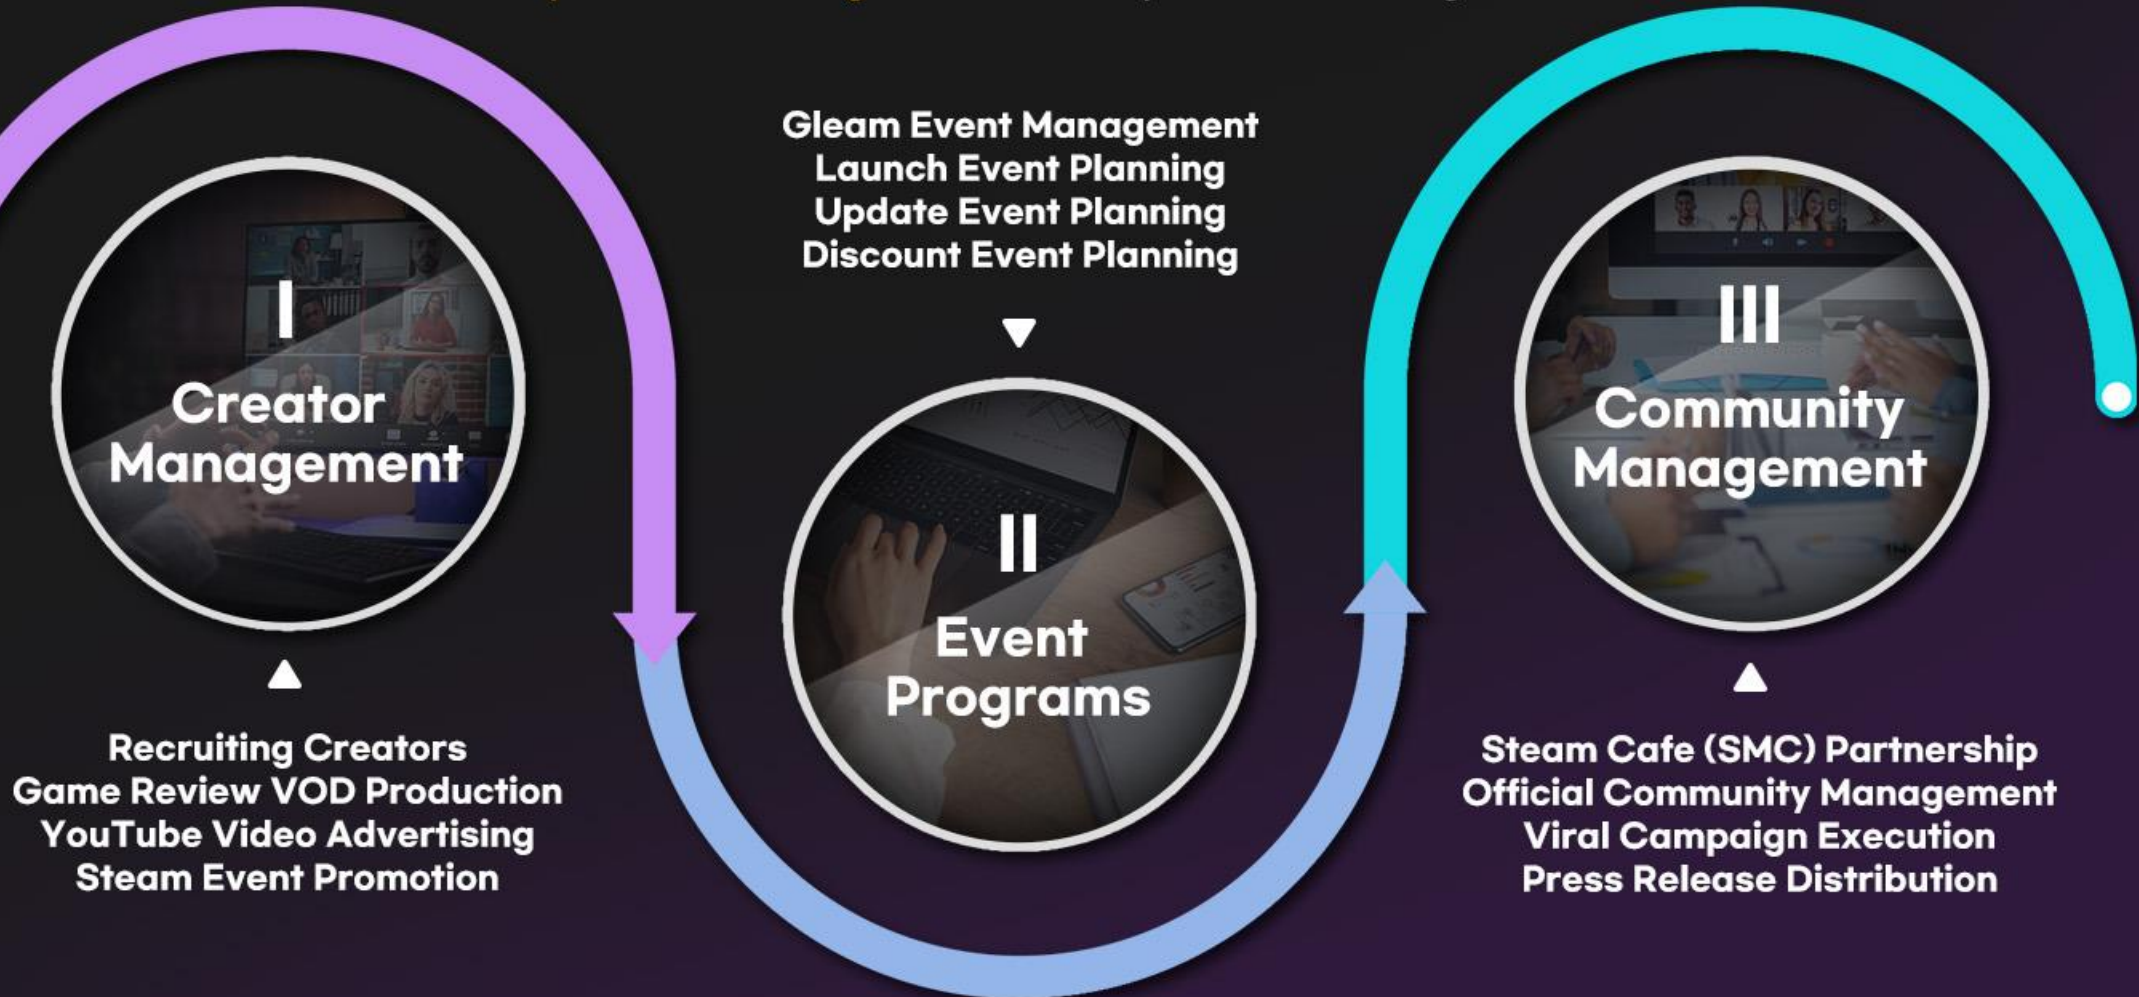 I
Creator
Management
Recruiting Creators
Game Review VOD Production
YouTube Video Advertising
Steam Event Promotion
Gleam Event Management
Launch Event Planning
Update Event Planning
Discount Event Planning
II
Event
Programs
III
Community
Management
Steam Cafe (SMC) Partnership
Official Community Management
Viral Campaign Execution
Press Release Distribution